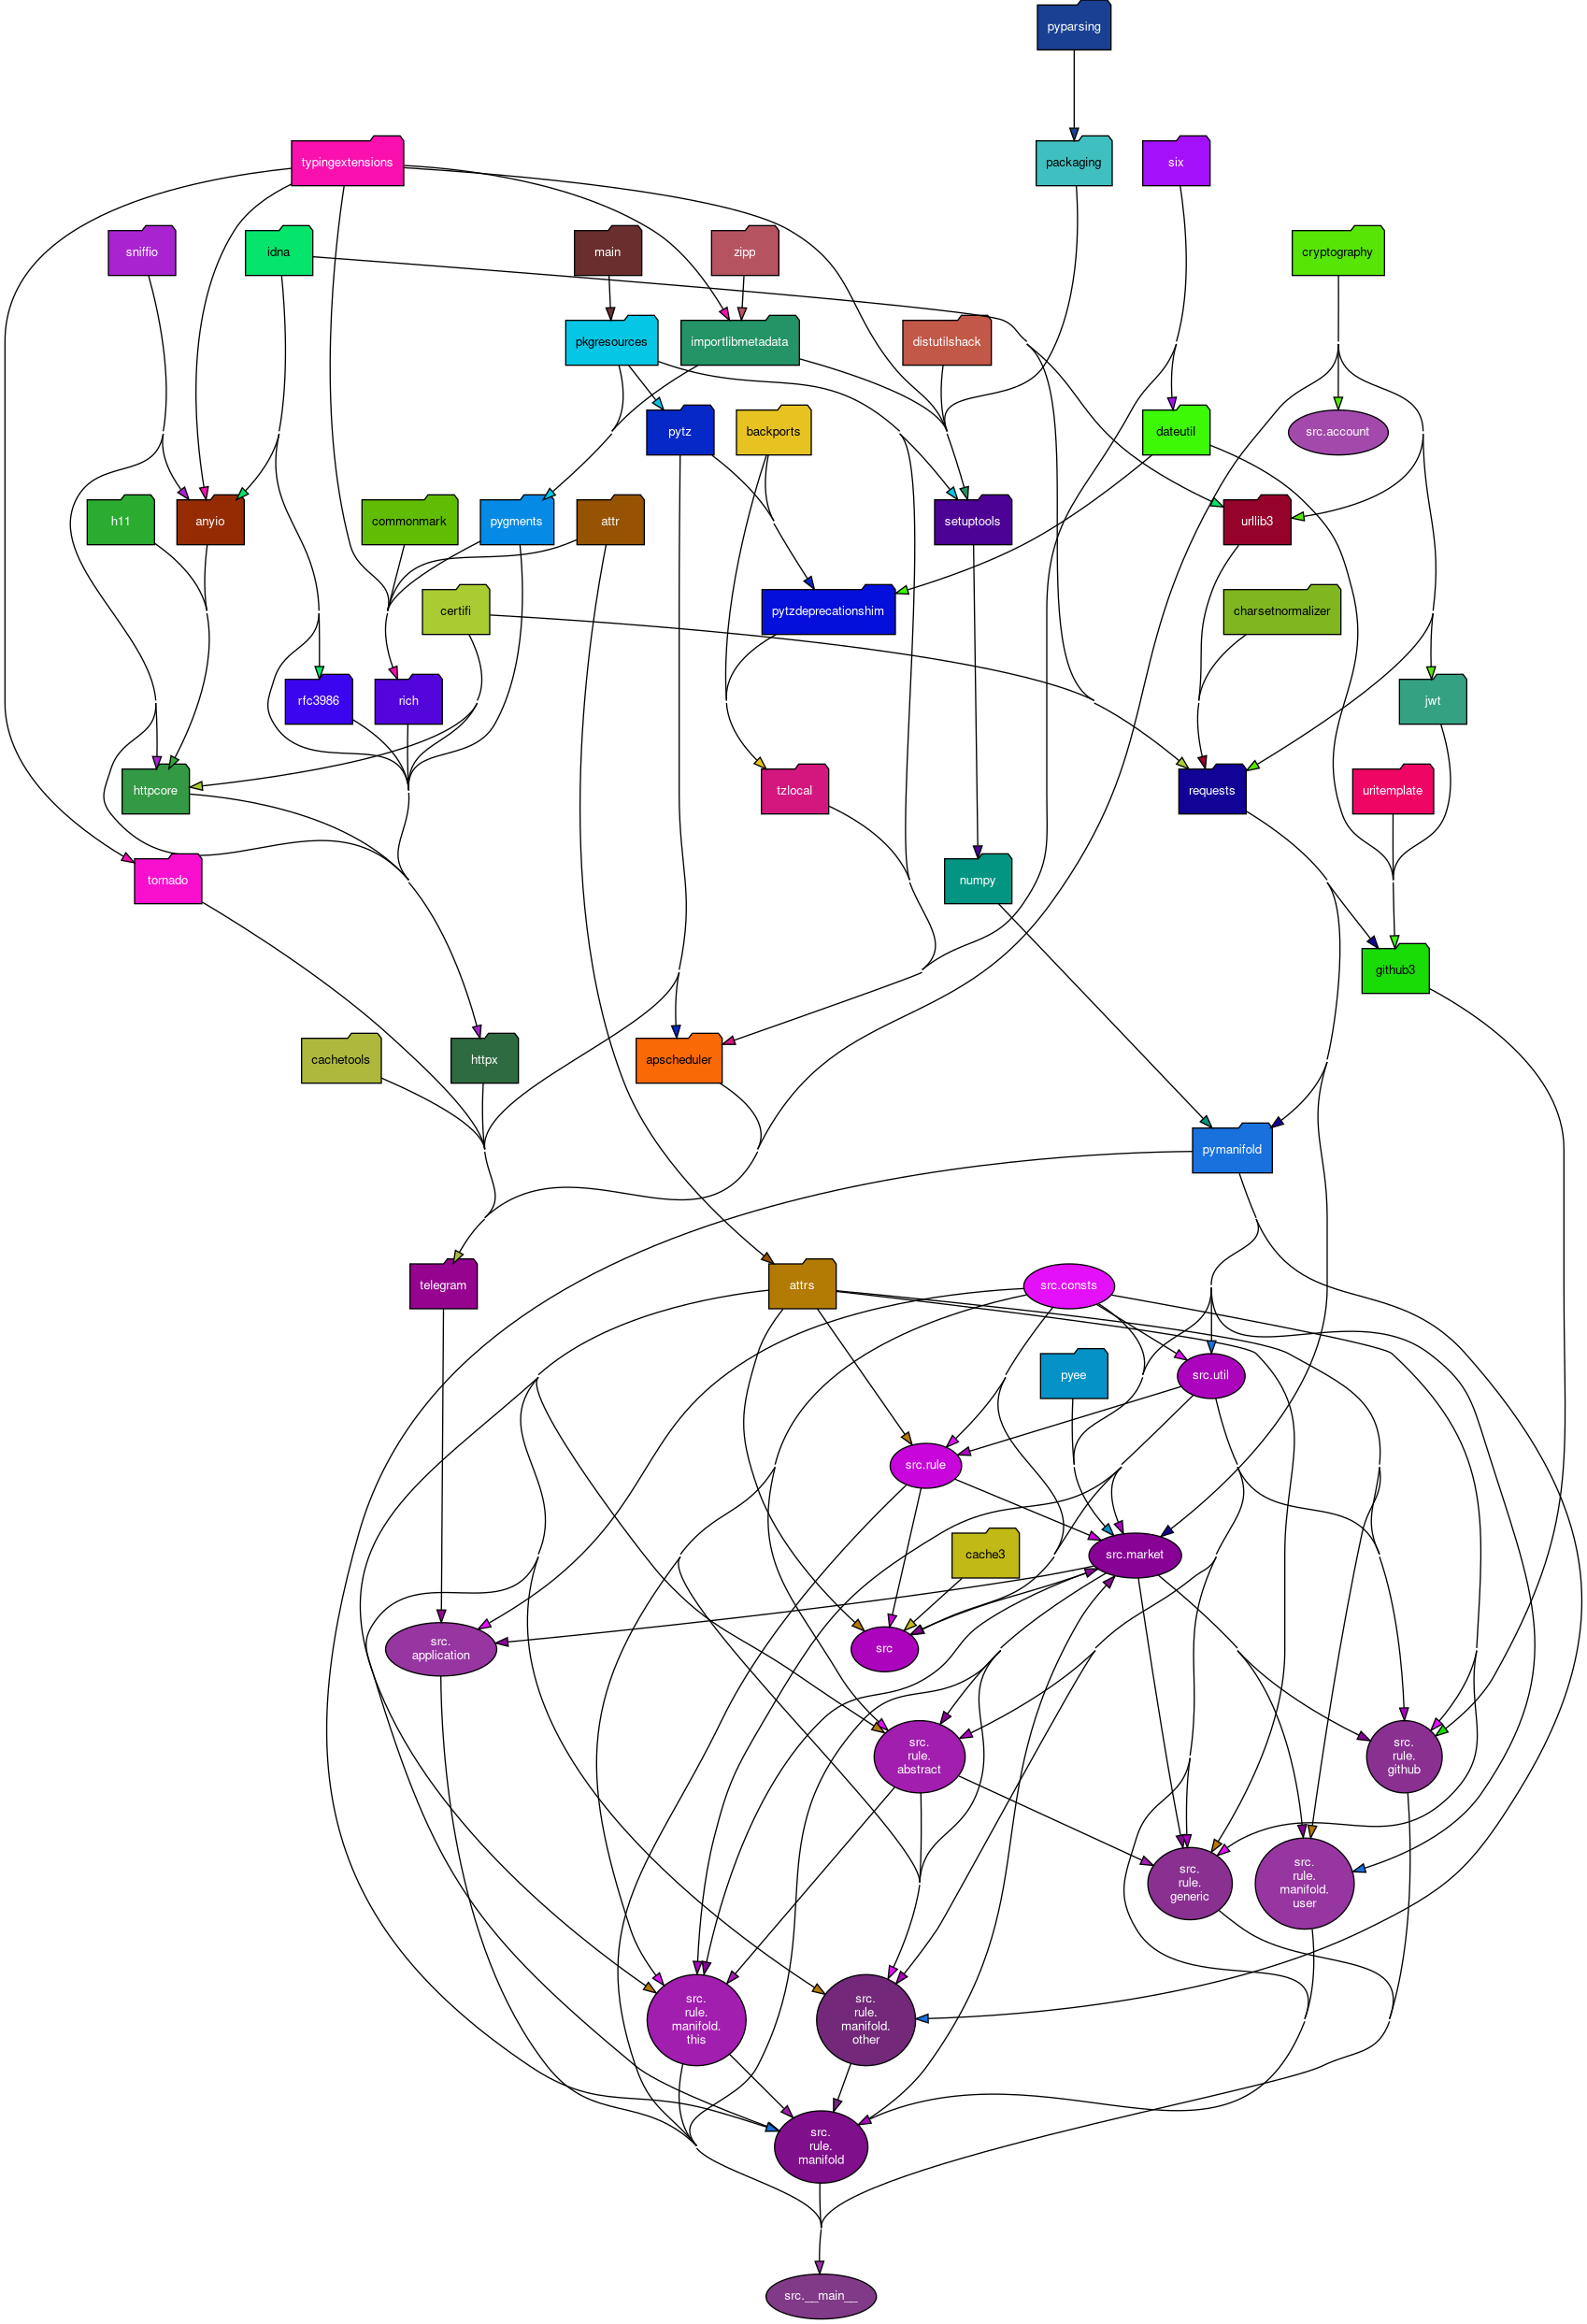 pyparsing
typingextensions
packaging
six
sniffio
idna
main
zipp
cryptography
pkgresources
importlibmetadata
distutilshack
pytz
backports
dateutil
src.account
h11
anyio
commonmark
pygments
attr
setuptools
urllib3
certifi
pytzdeprecationshim
charsetnormalizer
rfc3986
rich
jwt
httpcore
tzlocal
requests
uritemplate
tornado
numpy
github3
cachetools
httpx
apscheduler
pymanifold
telegram
attrs
src.consts
pyee
src.util
src.rule
cache3
src.market
src.
application
src
src.
rule.
abstract
src.
rule.
github
src.
rule.
generic
src.
rule.
manifold.
user
src.
rule.
manifold.
this
src.
rule.
manifold.
other
src.
rule.
manifold
src.__main__